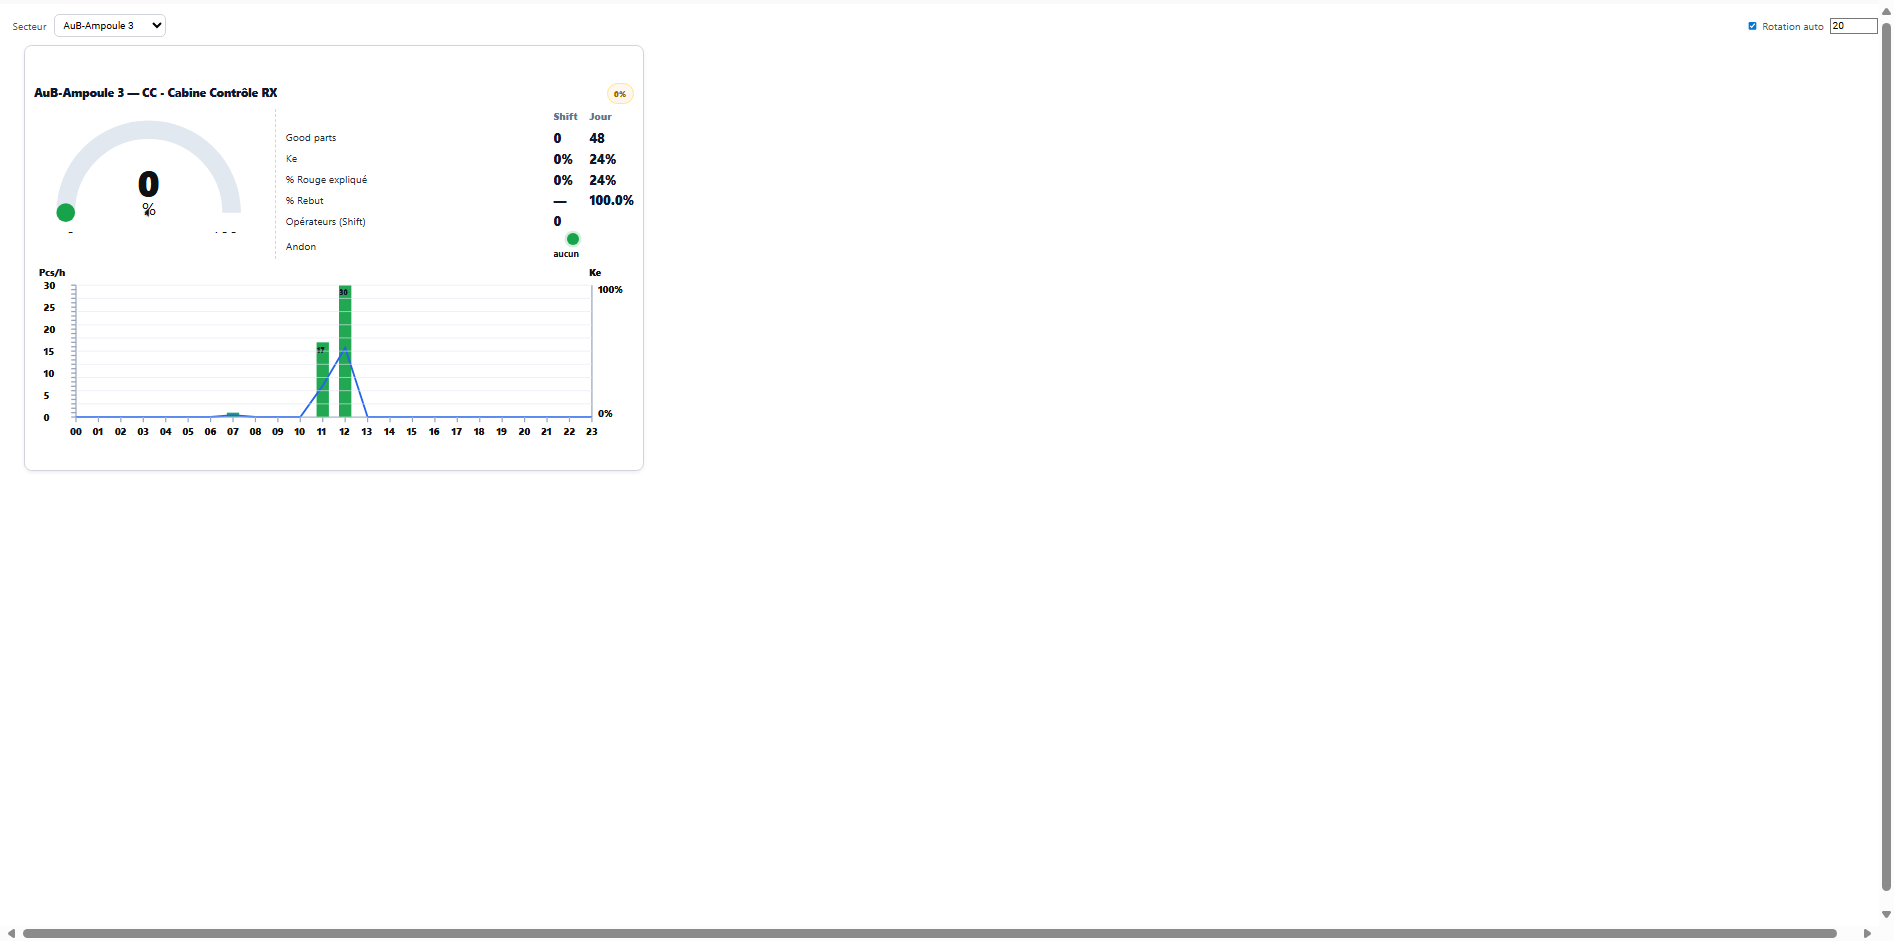 Secteur AuB-Ampoule 3 Rotation auto 20
AuB-Ampoule 3 — CC - Cabine Contrôle RX 0%
0
%
Shift Jour
Good parts 0 48
Ke 0% 24%
% Rouge expliqué 0% 24%
% Rebut — 100.0%
Opérateurs (Shift) 0
Andon aucun
Pcs/h Ke
30 100%
25
20
15
10
5
0 0%
17
30
00 01 02 03 04 05 06 07 08 09 10 11 12 13 14 15 16 17 18 19 20 21 22 23